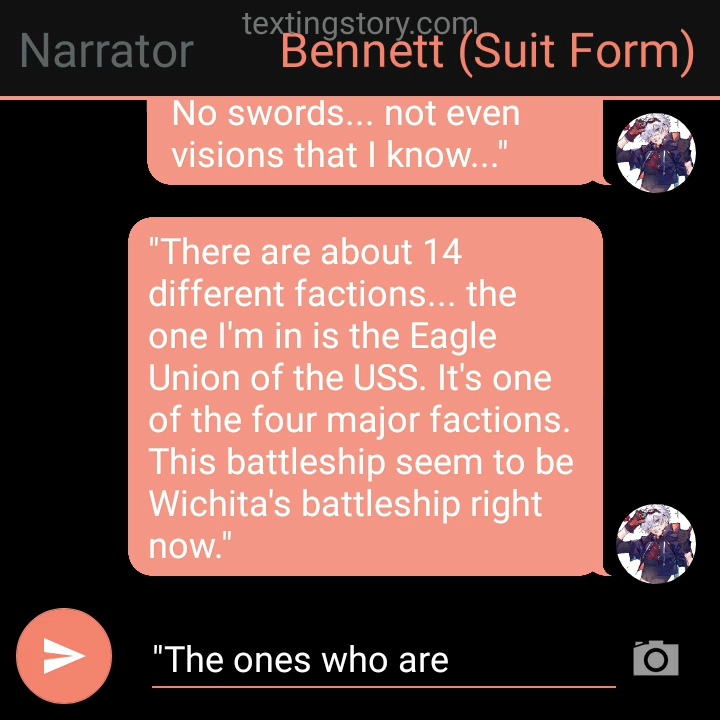 textingstory.com
Narrator
Bennett (Suit Form)
No swords... not even
visions that I know..."
"There are about 14
different factions... the
one I'm in is the Eagle
Union of the USS. It's one
of the four major factions.
This battleship seem to be
Wichita's battleship right
now."
"The ones who are